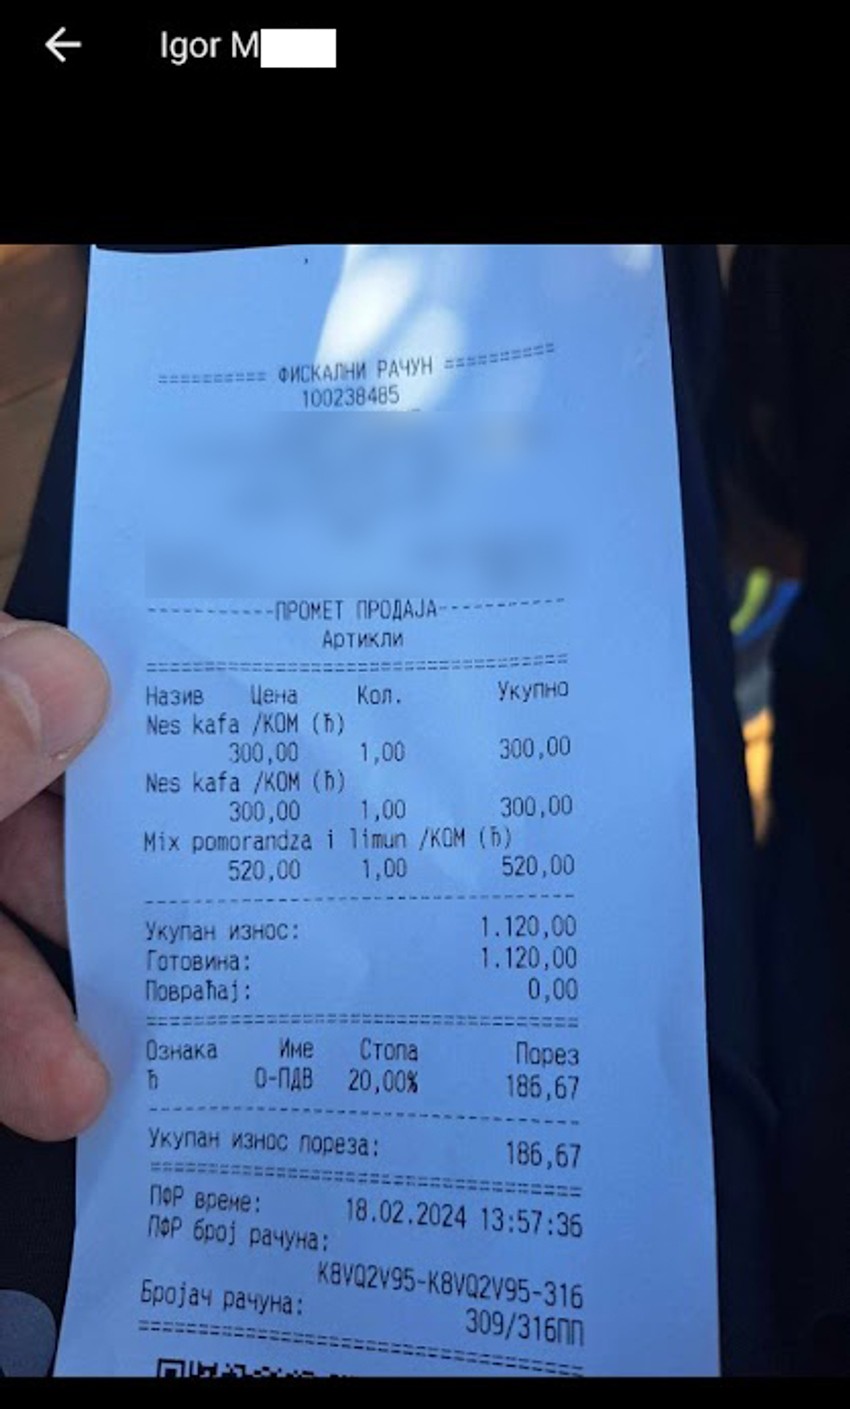 Igor M
========== ФИСКАЛНИ РАЧУН ==========
100238485
----------ПРОМЕТ ПРОДАЈА----------
Артикли
========================================
Назив Цена Кол. Укупно
Nes kafa /КОМ (Ђ)
300,00 1,00 300,00
Nes kafa /КОМ (Ђ)
300,00 1,00 300,00
Mix pomorandza i limun /КОМ (Ђ)
520,00 1,00 520,00
----------------------------------------
Укупан износ: 1.120,00
Готовина: 1.120,00
Повраћај: 0,00
========================================
Ознака Име Стопа Порез
Ђ О-ПДВ 20,00% 186,67
----------------------------------------
Укупан износ пореза: 186,67
========================================
ПФР време: 18.02.2024 13:57:36
ПФР број рачуна:
K8VQ2V95-K8VQ2V95-316
Бројач рачуна: 309/316ПП
========================================